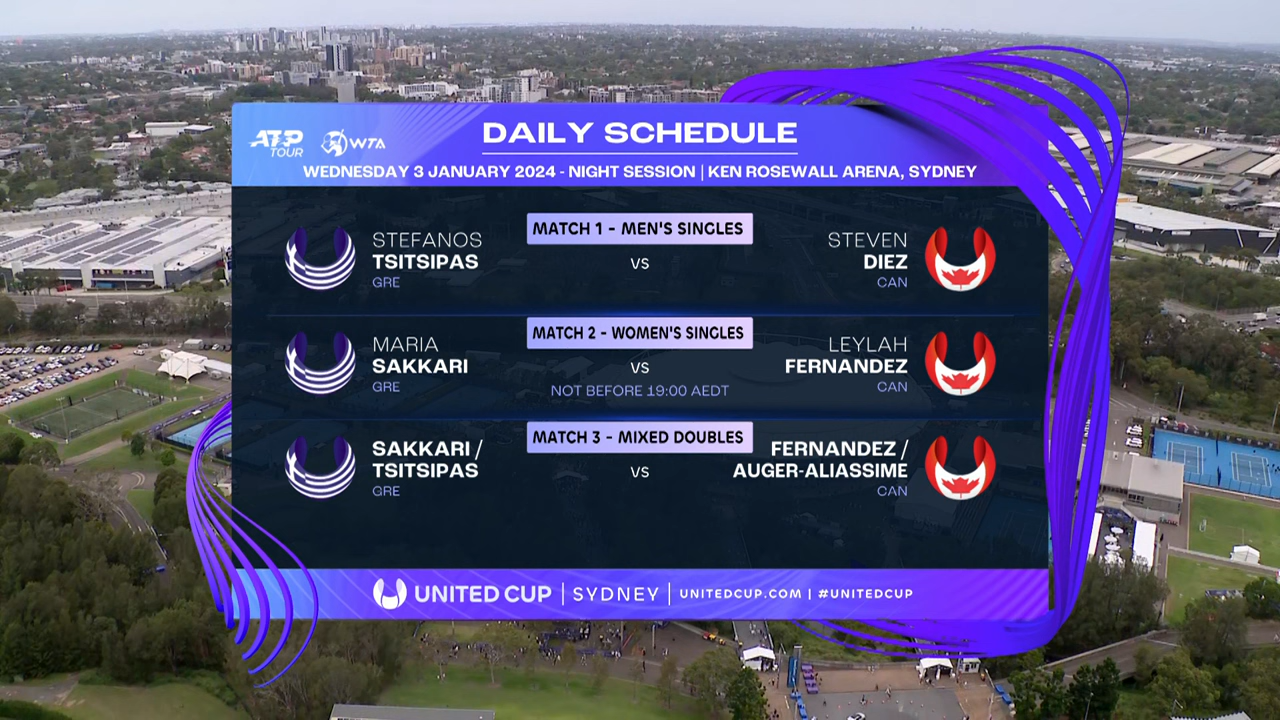 ATP TOUR
WTA
DAILY SCHEDULE
WEDNESDAY 3 JANUARY 2024 - NIGHT SESSION | KEN ROSEWALL ARENA, SYDNEY
MATCH 1 - MEN'S SINGLES
STEFANOS
TSITSIPAS
GRE
VS
STEVEN
DIEZ
CAN
MATCH 2 - WOMEN'S SINGLES
MARIA
SAKKARI
GRE
VS
NOT BEFORE 19:00 AEDT
LEYLAH
FERNANDEZ
CAN
MATCH 3 - MIXED DOUBLES
SAKKARI /
TSITSIPAS
GRE
VS
FERNANDEZ /
AUGER-ALIASSIME
CAN
UNITED CUP | SYDNEY | UNITEDCUP.COM | #UNITEDCUP